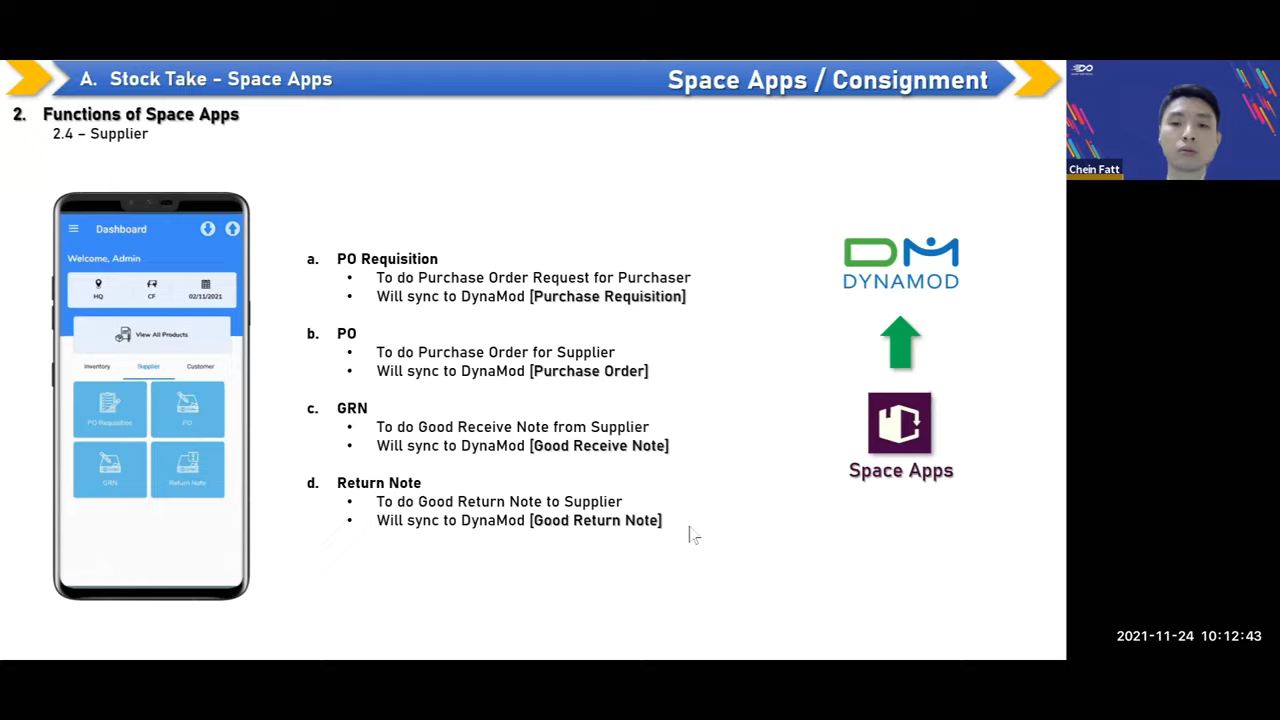 A. Stock Take – Space Apps
Space Apps / Consignment
2. Functions of Space Apps
2.4 – Supplier
Dashboard
Welcome, Admin
HQ
CF
02/11/2021
View All Products
Inventory
Supplier
Customer
PO Requisition
PO
GRN
Return Note
a. PO Requisition
• To do Purchase Order Request for Purchaser
• Will sync to DynaMod [Purchase Requisition]
b. PO
• To do Purchase Order for Supplier
• Will sync to DynaMod [Purchase Order]
c. GRN
• To do Good Receive Note from Supplier
• Will sync to DynaMod [Good Receive Note]
d. Return Note
• To do Good Return Note to Supplier
• Will sync to DynaMod [Good Return Note]
DM
DYNAMOD
Space Apps
Chein Fatt
2021-11-24 10:12:43